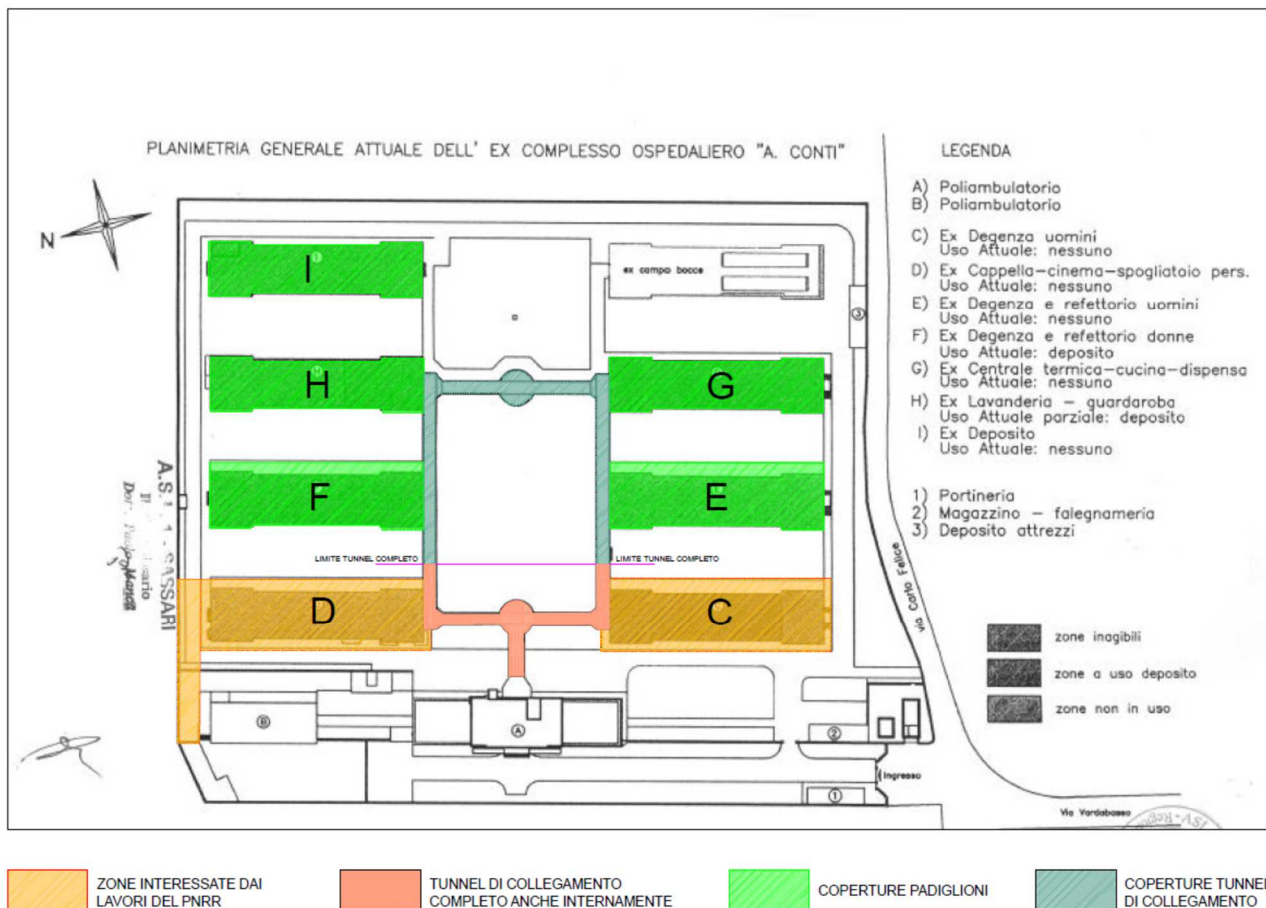 PLANIMETRIA GENERALE ATTUALE DELL' EX COMPLESSO OSPEDALIERO "A. CONTI"
N
LEGENDA
A) Poliambulatorio
B) Poliambulatorio
C) Ex Degenza uomini
Uso Attuale: nessuno
D) Ex Cappella-cinema-spogliatoio pers.
Uso Attuale: nessuno
E) Ex Degenza e refettorio uomini
Uso Attuale: nessuno
F) Ex Degenza e refettorio donne
Uso Attuale: deposito
G) Ex Centrale termica-cucina-dispensa
Uso Attuale: nessuno
H) Ex Lavanderia - guardaroba
Uso Attuale parziale: deposito
I) Ex Deposito
Uso Attuale: nessuno
1) Portineria
2) Magazzino - falegnameria
3) Deposito attrezzi
zone inagibili
zone a uso deposito
zone non in uso
I
ex campo bocce
3
H
G
F
E
LIMITE TUNNEL COMPLETO
LIMITE TUNNEL COMPLETO
D
C
B
A
2
1
Ingresso
via Carlo Felice
Via Vardabasso
SASSARI
ZONE INTERESSATE DAI
LAVORI DEL PNRR
TUNNEL DI COLLEGAMENTO
COMPLETO ANCHE INTERNAMENTE
COPERTURE PADIGLIONI
COPERTURE TUNNEL
DI COLLEGAMENTO